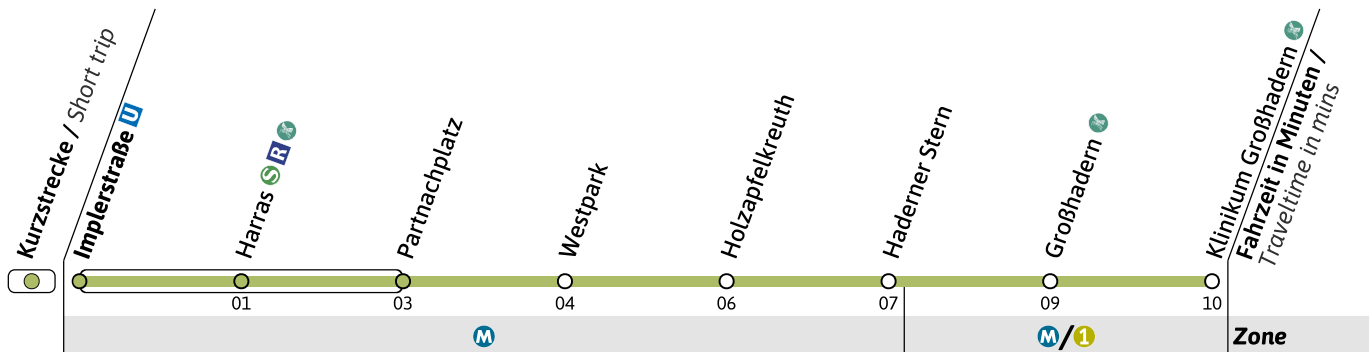 Kurzstrecke / Short trip
Implerstraße U
Harras S R
Partnachplatz
Westpark
Holzapfelkreuth
Haderner Stern
Großhadern
Klinikum Großhadern
Fahrzeit in Minuten /
Traveltime in mins
01 03 04 06 07 09 10
M M/1 Zone